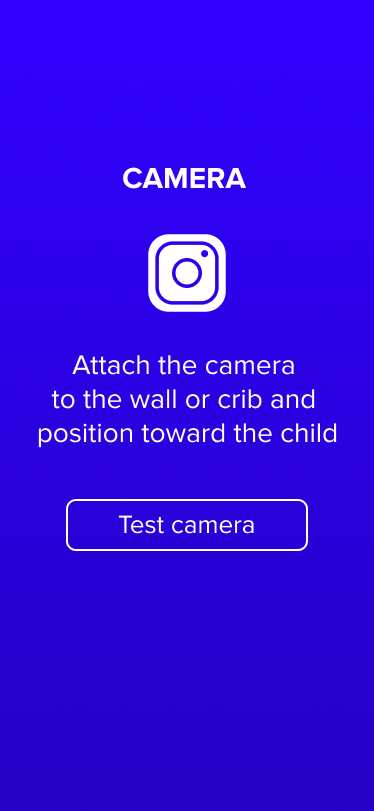 CAMERA
Attach the camera
to the wall or crib and
position toward the child
Test camera